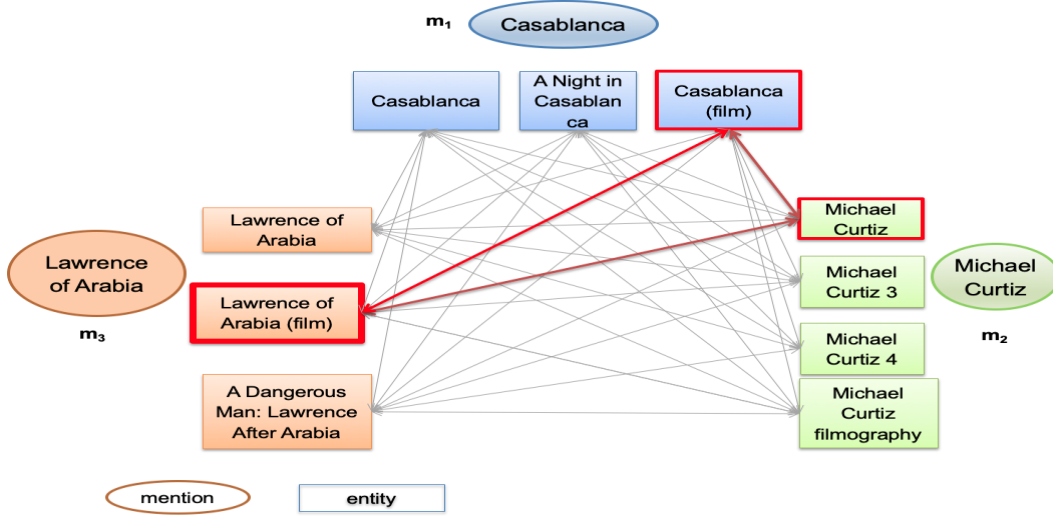 m₁
Casablanca
Casablanca
A Night in
Casablan
ca
Casablanca
(film)
Lawrence of
Arabia
Michael
Curtiz
Lawrence
of Arabia
m₃
Lawrence of
Arabia (film)
Michael
Curtiz 3
Michael
Curtiz
m₂
Michael
Curtiz 4
A Dangerous
Man: Lawrence
After Arabia
Michael
Curtiz
filmography
mention
entity